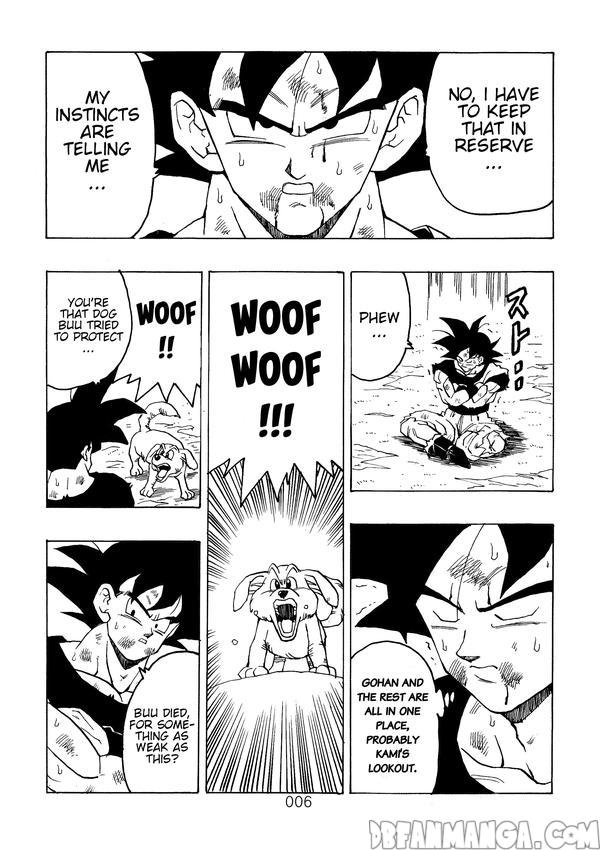 NO, I HAVE
TO KEEP
THAT IN
RESERVE
...
MY
INSTINCTS
ARE
TELLING
ME
...
PHEW ...
スト...
GOHAN AND
THE REST ARE
ALL IN ONE
PLACE,
PROBABLY
KAMI'S
LOOKOUT.
WOOF
WOOF
!!!
WOOF
!!
YOU'RE
THAT DOG
BUU TRIED
TO PROTECT
...
BUU DIED,
FOR SOME-
THING AS
WEAK AS
THIS?
006
DBFANMANGA.COM